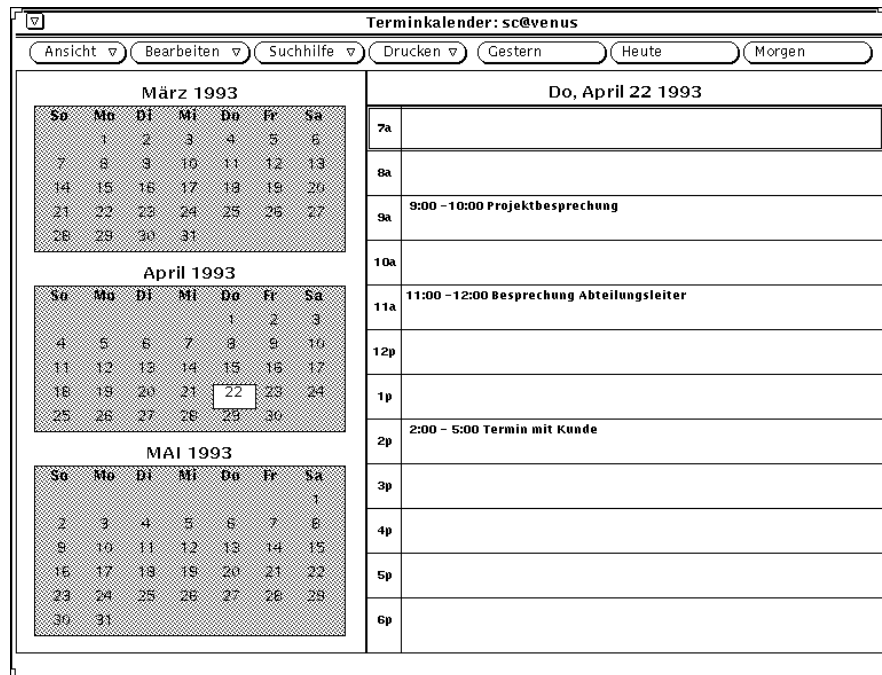 Terminkalender: sc@venus
Ansicht Bearbeiten Suchhilfe Drucken Gestern Heute Morgen
März 1993
So Mo Di Mi Do Fr Sa
1 2 3 4 5 6
7 8 9 10 11 12 13
14 15 16 17 18 19 20
21 22 23 24 25 26 27
28 29 30 31
April 1993
So Mo Di Mi Do Fr Sa
1 2 3
4 5 6 7 8 9 10
11 12 13 14 15 16 17
18 19 20 21 22 23 24
25 26 27 28 29 30
MAI 1993
So Mo Di Mi Do Fr Sa
1
2 3 4 5 6 7 8
9 10 11 12 13 14 15
16 17 18 19 20 21 22
23 24 25 26 27 28 29
30 31
Do, April 22 1993
7a
8a
9a 9:00 -10:00 Projektbesprechung
10a
11a 11:00 -12:00 Besprechung Abteilungsleiter
12p
1p
2p 2:00 - 5:00 Termin mit Kunde
3p
4p
5p
6p